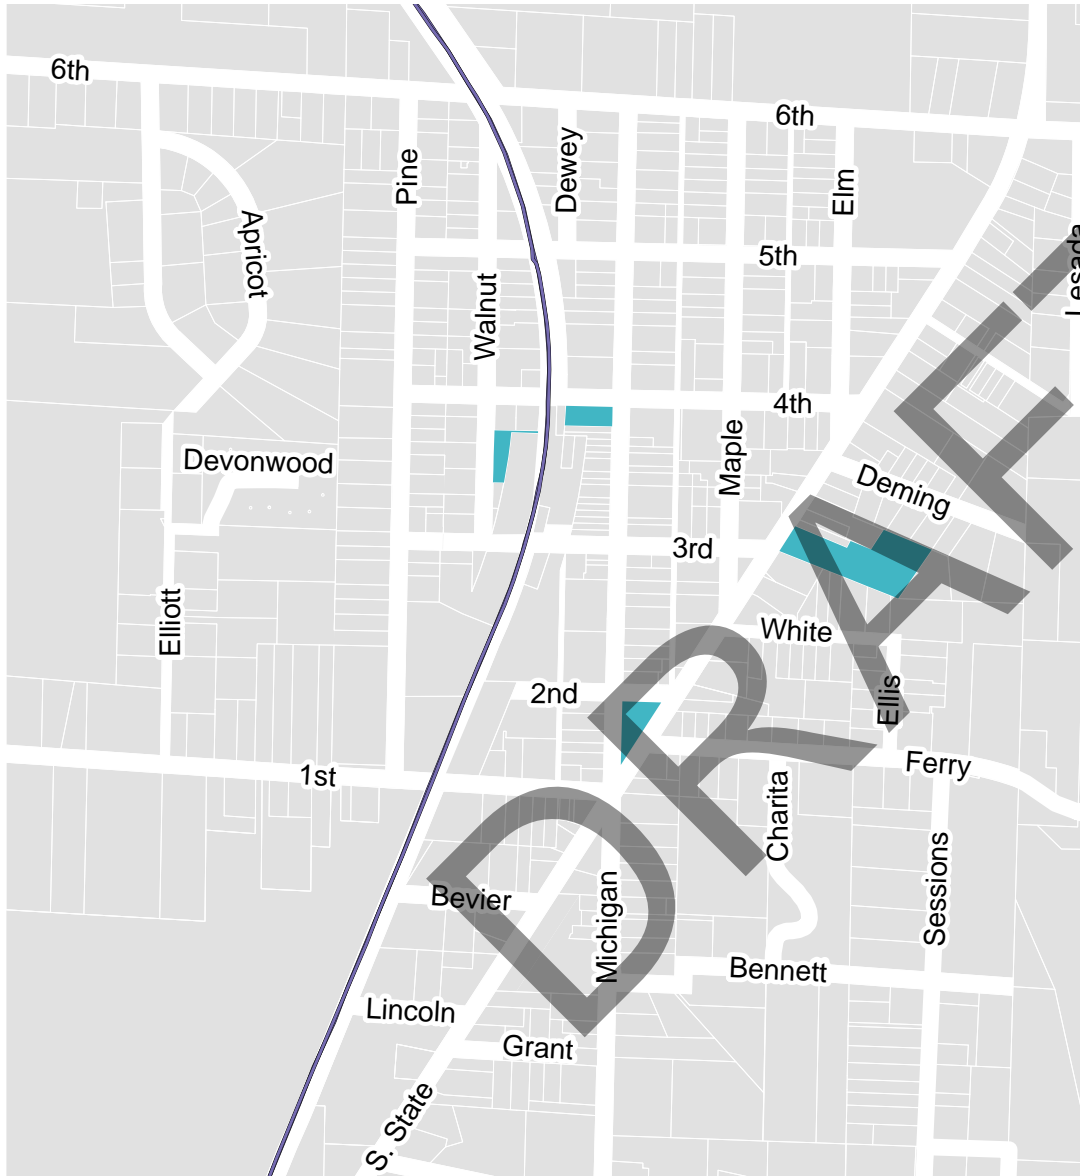 6th
6th
Dewey
Pine
Elm
Apricot
5th
Lesada
Walnut
4th
Maple
Devonwood
Deming
3rd
Elliott
White
2nd
Ellis
1st
Ferry
Charita
Sessions
Bevier
Michigan
Bennett
Lincoln
Grant
S. State
DRAFT